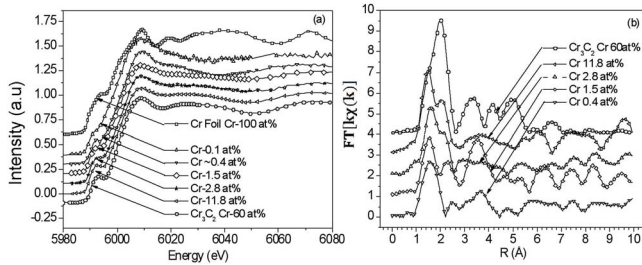 (a)
Intensity (a.u)
1.75
1.50
1.25
1.00
0.75
0.50
0.25
0.00
-0.25
Cr Foil Cr-100 at%
Cr-0.1 at%
Cr~0.4 at%
Cr-1.5 at%
Cr-2.8 at%
Cr-11.8 at%
Cr₃C₂ Cr-60 at%
5980 6000 6020 6040 6060 6080
Energy (eV)
(b)
FT[kχ(k)]
10
9
8
7
6
5
4
3
2
1
0
Cr₃C₂ Cr 60at%
Cr 11.8 at%
Cr 2.8 at%
Cr 1.5 at%
Cr 0.4 at%
0 1 2 3 4 5 6 7 8 9 10
R (Å)